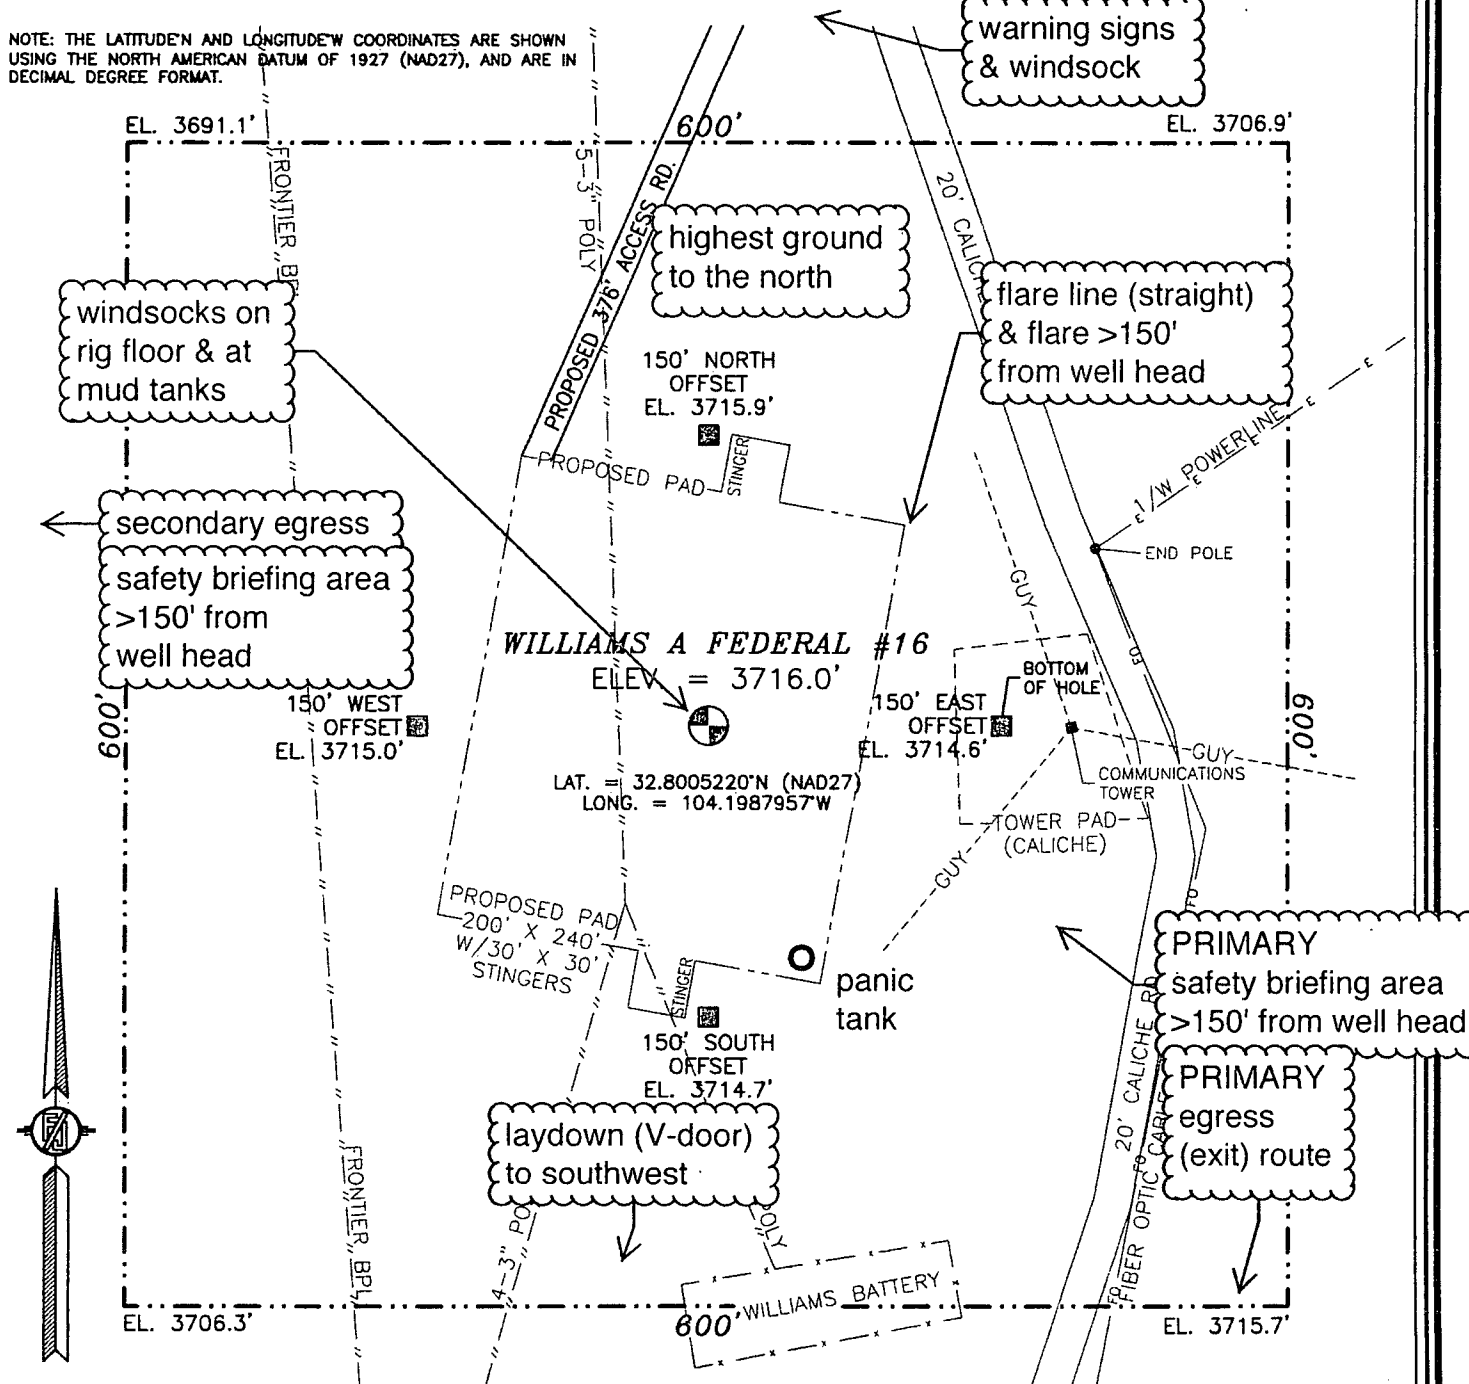 warning signs
& windsock
NOTE: THE LATITUDE°N AND LONGITUDE°W COORDINATES ARE SHOWN
USING THE NORTH AMERICAN DATUM OF 1927 (NAD27), AND ARE IN
DECIMAL DEGREE FORMAT.
EL. 3691.1'
600'
EL. 3706.9'
FRONTIER BPL
5-3" POLY
PROPOSED 376' ACCESS RD.
20' CALICHE
highest ground
to the north
windsocks on
rig floor & at
mud tanks
flare line (straight)
& flare >150'
from well head
150' NORTH
OFFSET
EL. 3715.9'
PROPOSED PAD
STINGER
1/W POWERLINE
E
E
E
E
E
END POLE
secondary egress
safety briefing area
>150' from
well head
GUY
FO
WILLIAMS A FEDERAL #16
ELEV. = 3716.0'
BOTTOM
OF HOLE
600'
150' WEST
OFFSET
EL. 3715.0'
150' EAST
OFFSET
EL. 3714.6'
600'
GUY
COMMUNICATIONS
TOWER
LAT. = 32.8005220°N (NAD27)
LONG. = 104.1987957°W
TOWER PAD
(CALICHE)
GUY
FO
PROPOSED PAD
200' X 240'
W/30' X 30'
STINGERS
STINGER
panic
tank
PRIMARY
safety briefing area
>150' from well head
150' SOUTH
OFFSET
EL. 3714.7'
20' CALICHE RD
PRIMARY
egress
(exit) route
laydown (V-door)
to southwest
FRONTIER BPL
4-3" PO
OLY
FO
FIBER OPTIC CABLE
FO
WILLIAMS BATTERY
EL. 3706.3'
600'
EL. 3715.7'